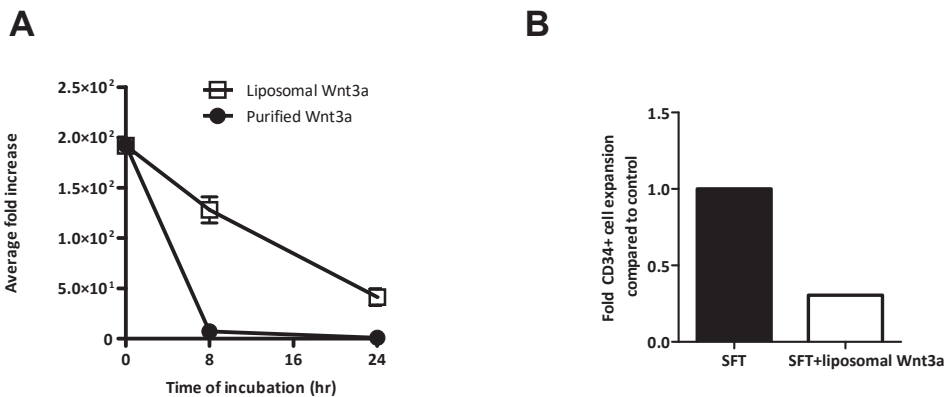 A
B
Liposomal Wnt3a
Purified Wnt3a
2.5×10²
2.0×10²
1.5×10²
1.0×10²
5.0×10¹
0
Average fold increase
0 8 16 24
Time of incubation (hr)
1.5
1.0
0.5
0.0
Fold CD34+ cell expansion
compared to control
SFT SFT+liposomal Wnt3a